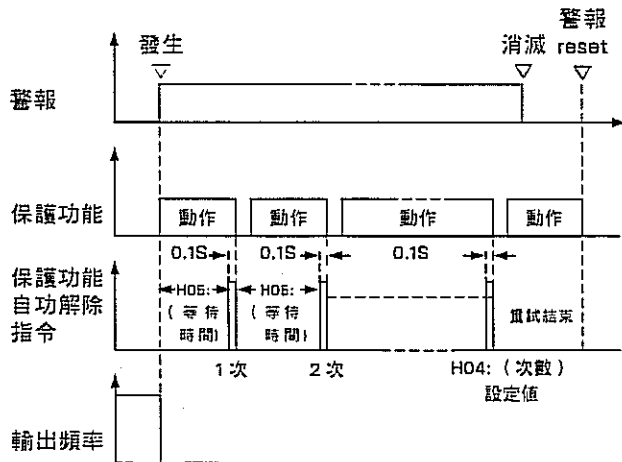 發生
消滅
警報
reset
警報
保護功能
動作
動作
動作
動作
0.1S
0.1S
0.1S
保護功能
自功解除
指令
H05:
(等待
時間)
H05:
(等待
時間)
重試結束
1次
2次
H04:(次數)
設定值
輸出頻率